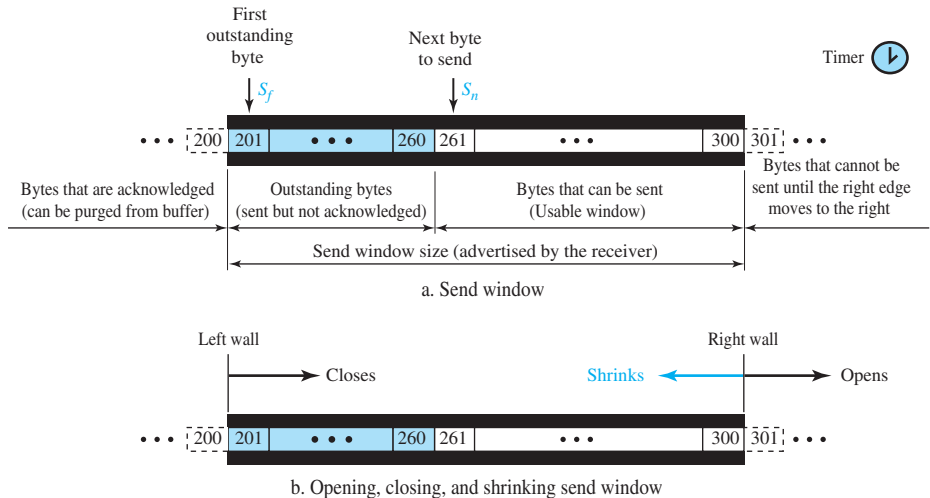 First
outstanding
byte
Next byte
to send
Timer
Sf
Sn
••• 200 201 ••• 260 261 ••• 300 301 •••
Bytes that are acknowledged
(can be purged from buffer)
Outstanding bytes
(sent but not acknowledged)
Bytes that can be sent
(Usable window)
Bytes that cannot be
sent until the right edge
moves to the right
Send window size (advertised by the receiver)
a. Send window
Left wall
Right wall
Closes
Shrinks
Opens
••• 200 201 ••• 260 261 ••• 300 301 •••
b. Opening, closing, and shrinking send window